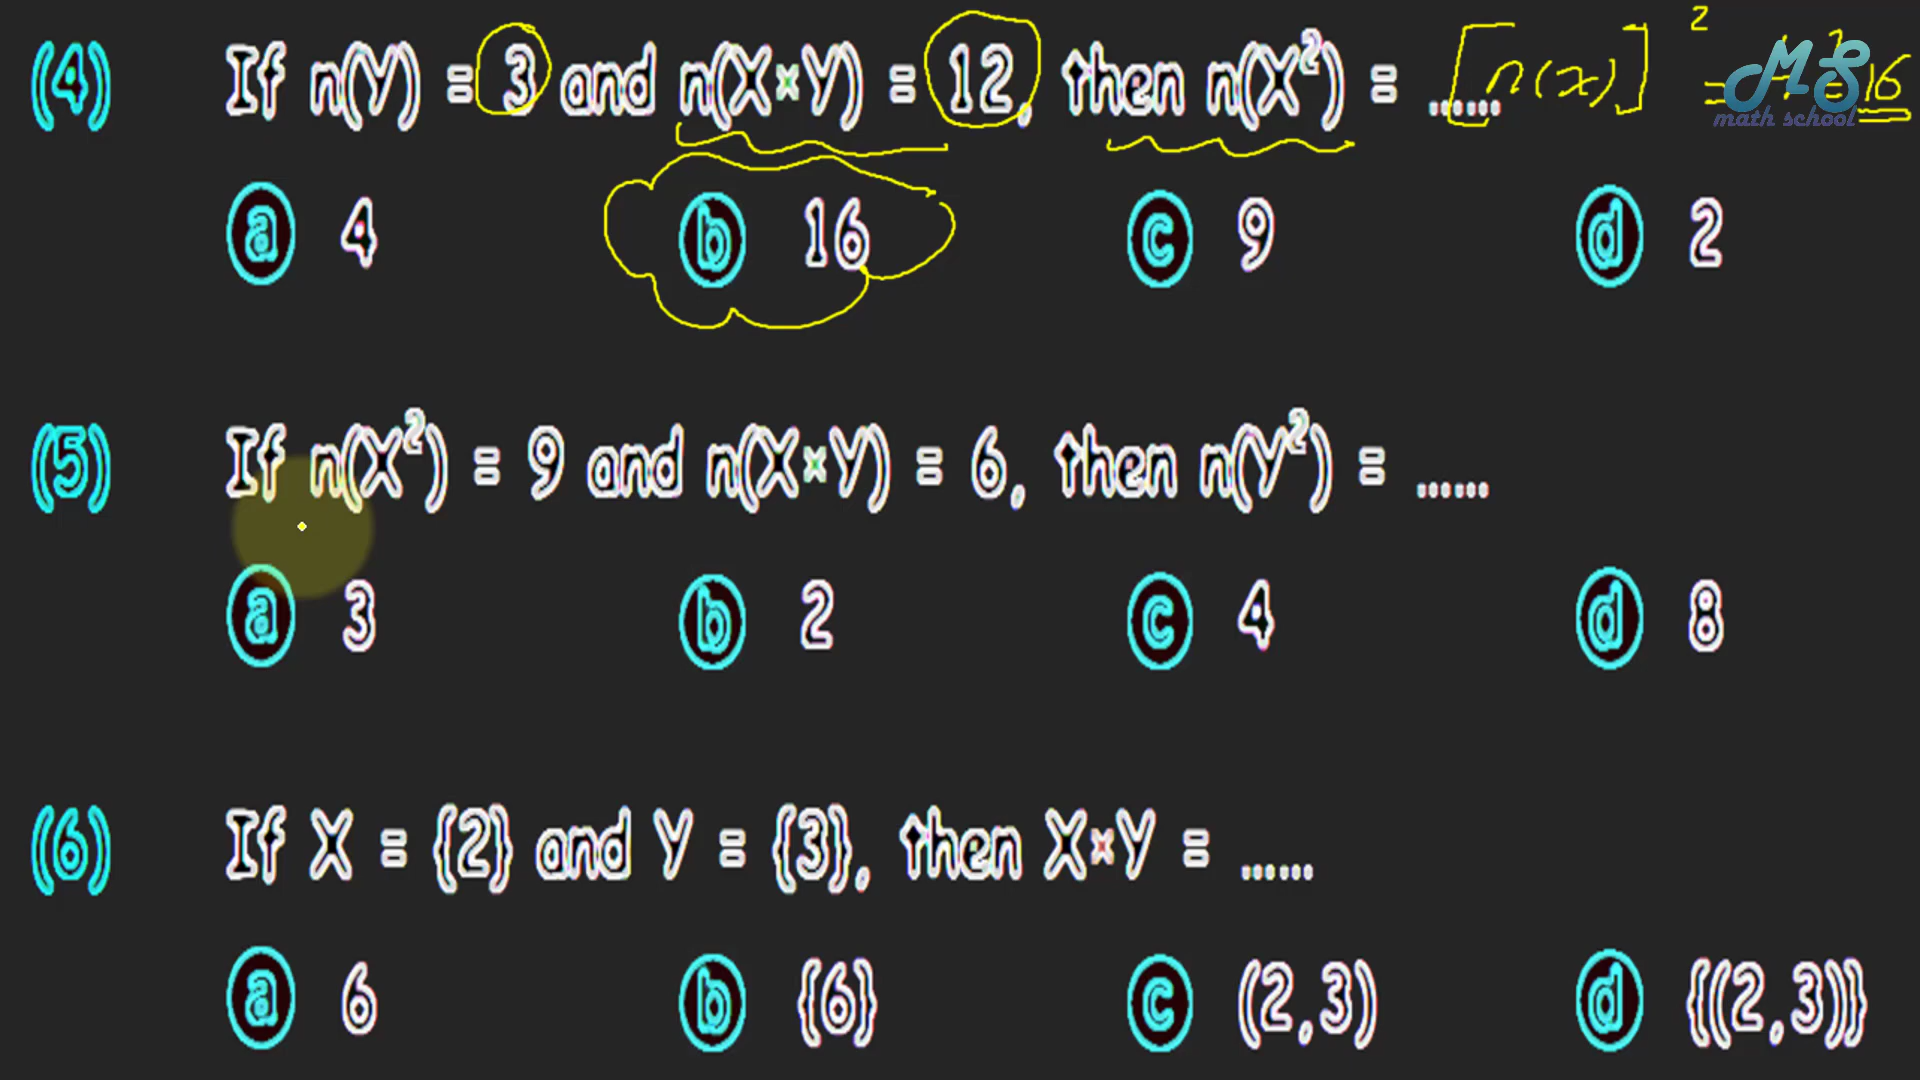 (4) If n(Y) = 3 and n(X×Y) = 12, then n(X²) = ...... [n(x)]² = = 16
MS
math school
a 4 b 16 c 9 d 2
(5) If n(X²) = 9 and n(X×Y) = 6, then n(Y²) = ......
a 3 b 2 c 4 d 8
(6) If X = {2} and Y = {3}, then X×Y = ......
a 6 b {6} c (2,3) d {(2,3)}